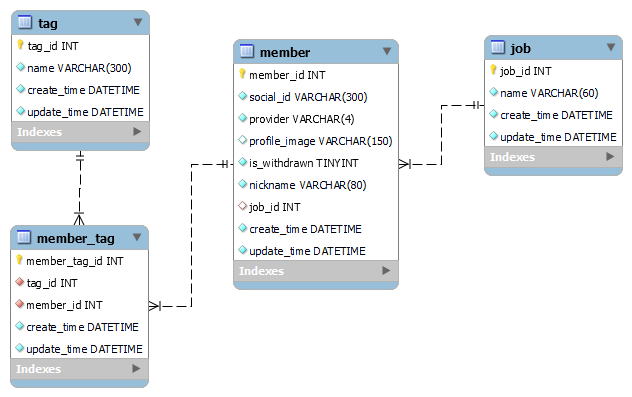 tag
tag_id INT
name VARCHAR(300)
create_time DATETIME
update_time DATETIME
Indexes
member
member_id INT
social_id VARCHAR(300)
provider VARCHAR(4)
profile_image VARCHAR(150)
is_withdrawn TINYINT
nickname VARCHAR(80)
job_id INT
create_time DATETIME
update_time DATETIME
Indexes
job
job_id INT
name VARCHAR(60)
create_time DATETIME
update_time DATETIME
Indexes
member_tag
member_tag_id INT
tag_id INT
member_id INT
create_time DATETIME
update_time DATETIME
Indexes